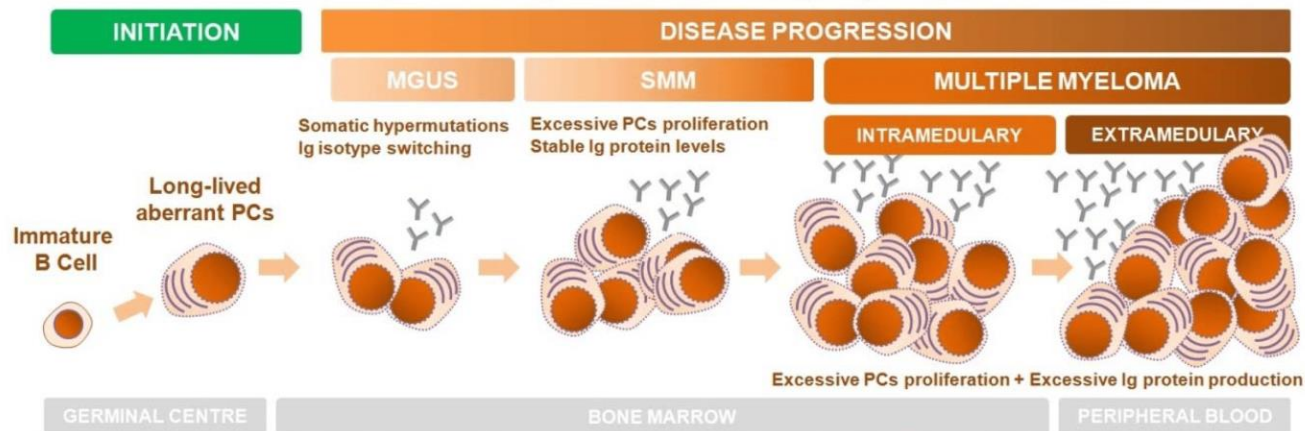 INITIATION
DISEASE PROGRESSION
MGUS
SMM
MULTIPLE MYELOMA
Somatic hypermutations
Ig isotype switching
Excessive PCs proliferation
Stable Ig protein levels
INTRAMEDULARY
EXTRAMEDULARY
Long-lived
aberrant PCs
Immature
B Cell
Excessive PCs proliferation + Excessive Ig protein production
GERMINAL CENTRE
BONE MARROW
PERIPHERAL BLOOD